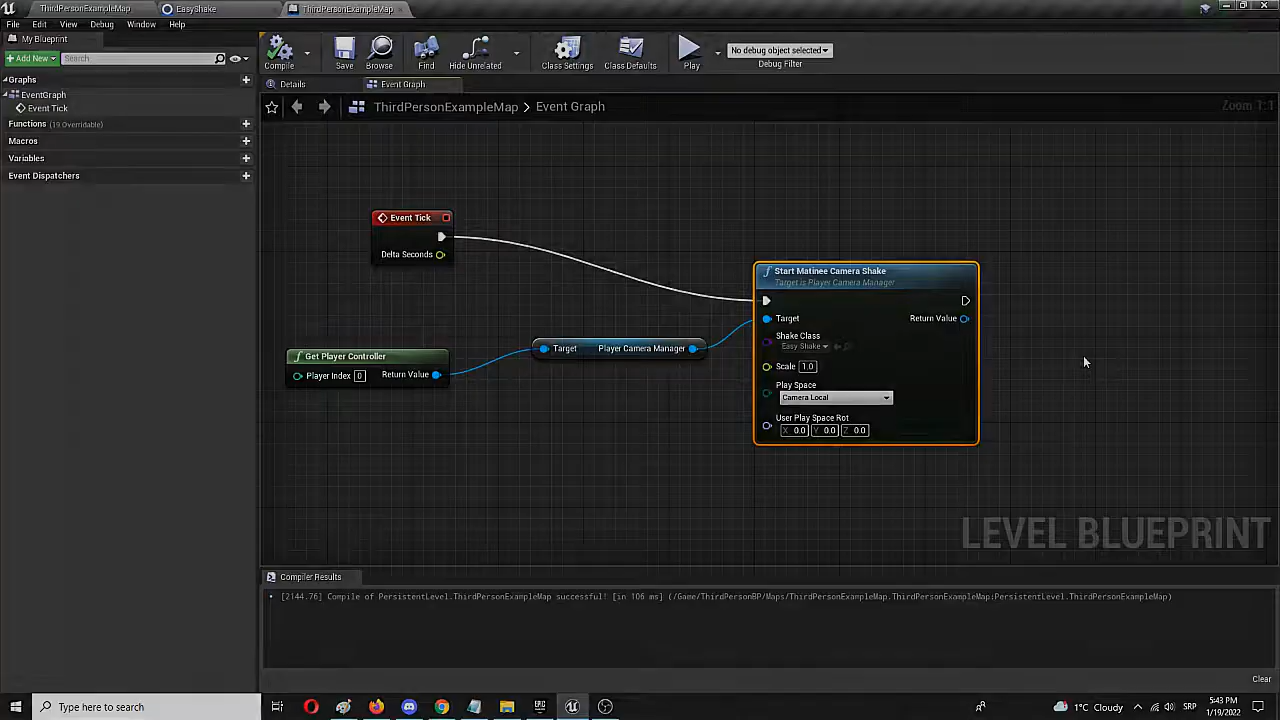 ThirdPersonExampleMap
EasyShake
ThirdPersonExampleMap
File Edit View Debug Window Help
My Blueprint
Add New
Search
Graphs
EventGraph
Event Tick
Functions (19 Overridable)
Macros
Variables
Event Dispatchers
Compile
Save
Browse
Find
Hide Unrelated
Class Settings
Class Defaults
Play
No debug object selected
Debug Filter
Details
Event Graph
ThirdPersonExampleMap > Event Graph
Zoom 1:1
Event Tick
Delta Seconds
Get Player Controller
Player Index 0 Return Value
Target Player Camera Manager
Start Matinee Camera Shake
Target is Player Camera Manager
Target Return Value
Shake Class
Easy Shake
Scale 1.0
Play Space
Camera Local
User Play Space Rot
X 0.0 Y 0.0 Z 0.0
LEVEL BLUEPRINT
Compiler Results
[2144.76] Compile of PersistentLevel.ThirdPersonExampleMap successful! [in 106 ms] (/Game/ThirdPersonBP/Maps/ThirdPersonExampleMap.ThirdPersonExampleMap:PersistentLevel.ThirdPersonExampleMap)
Clear
Type here to search
1°C Cloudy
SRP
5:43 PM
1/19/2022